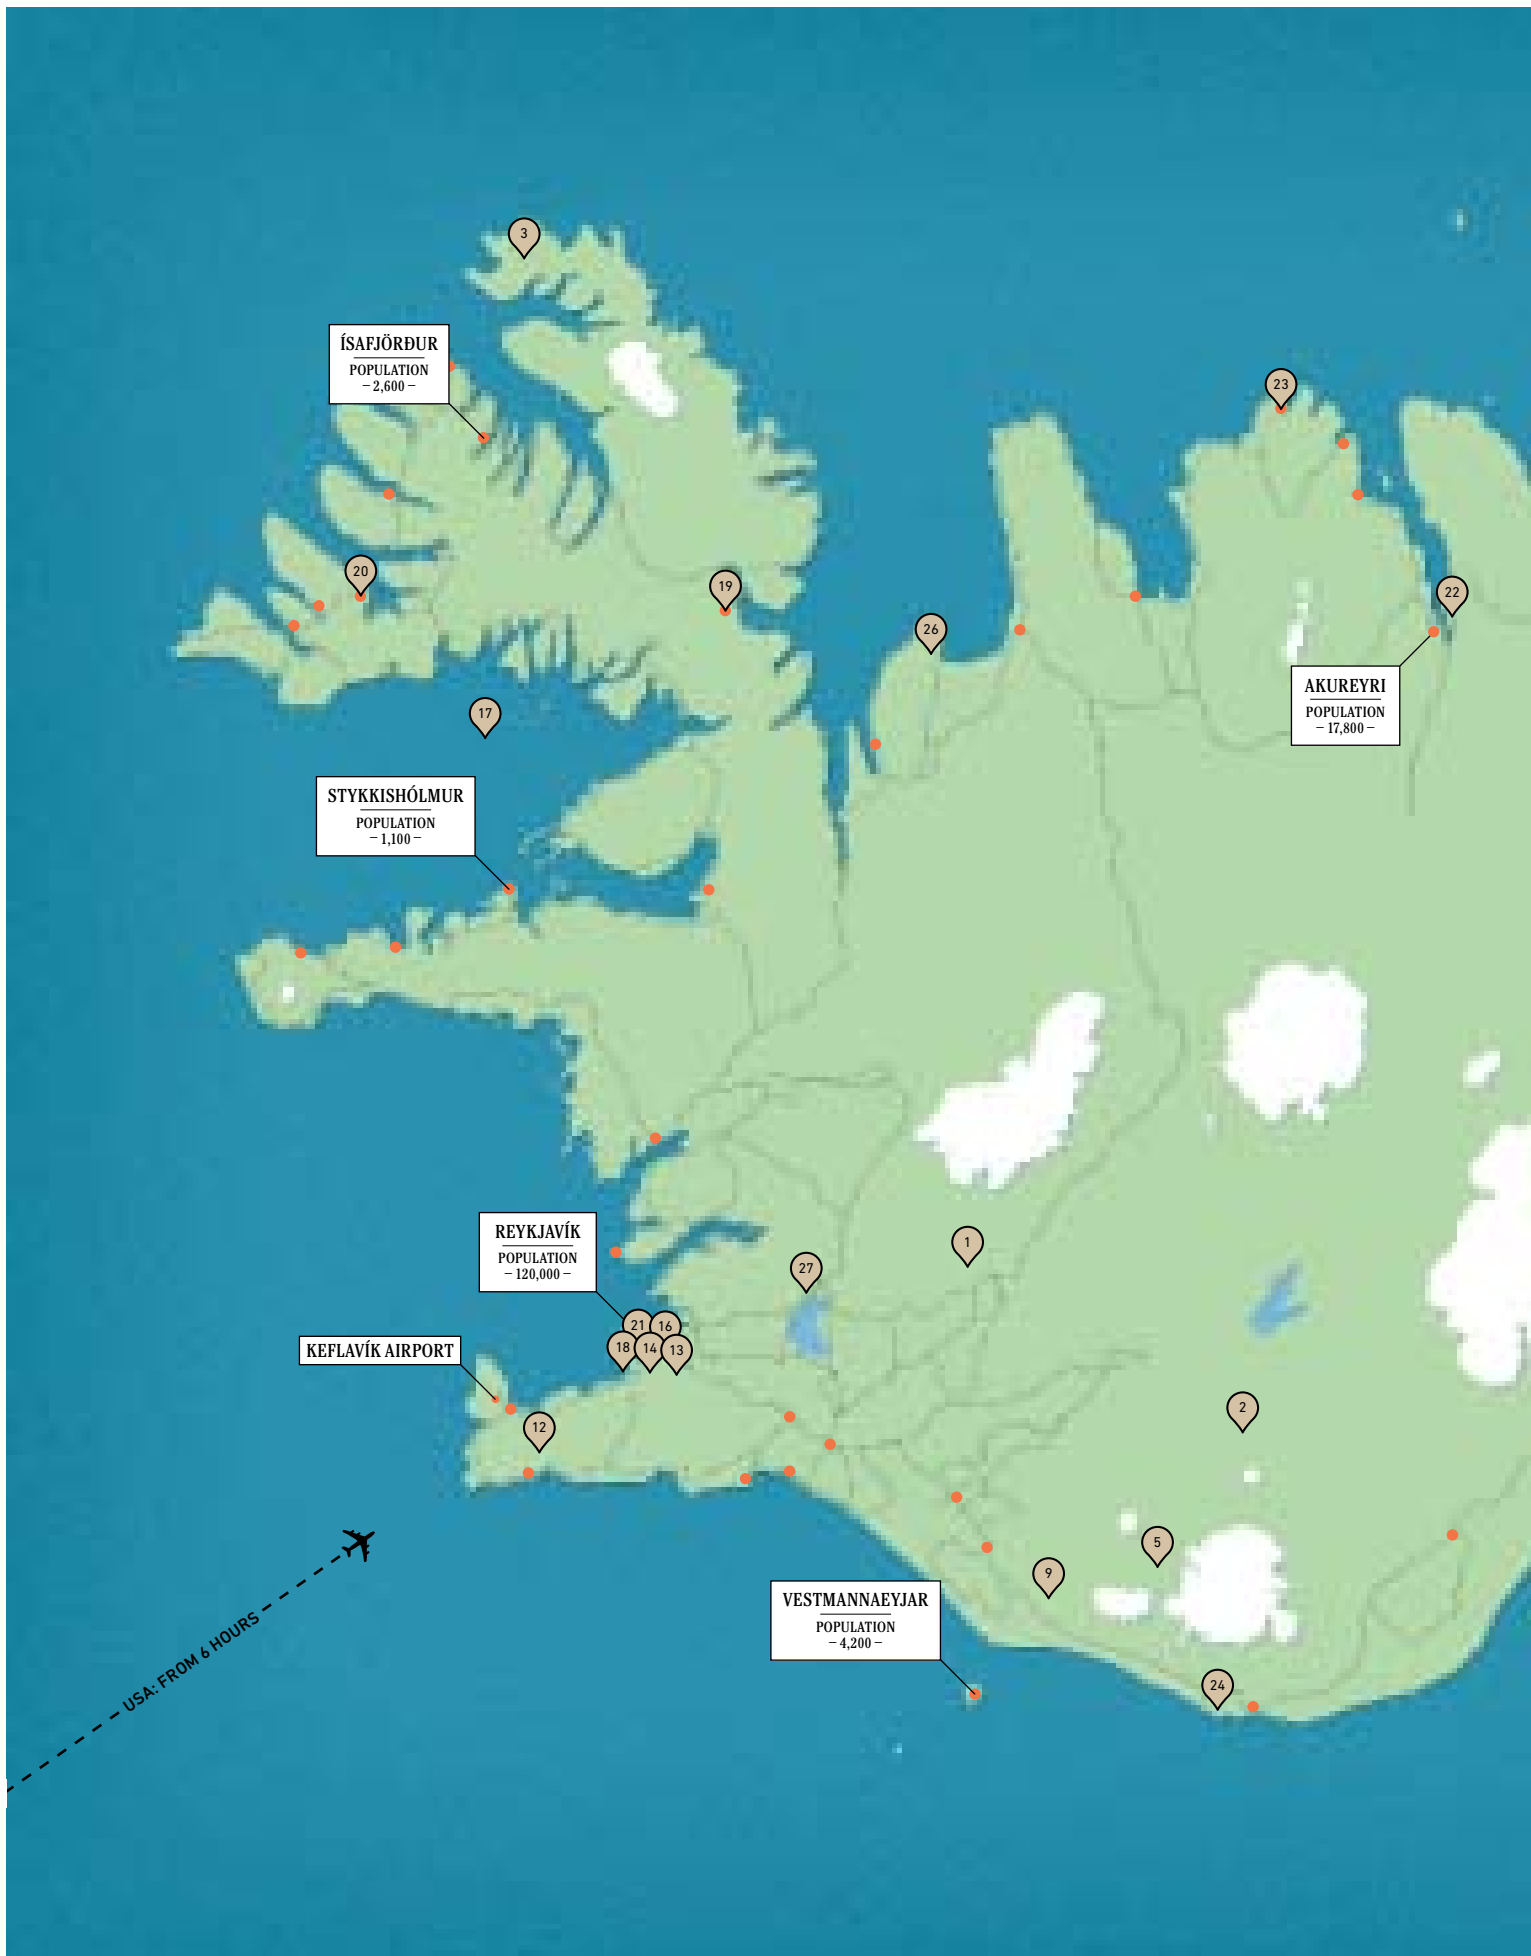 3
ÍSAFJÖRÐUR
POPULATION
– 2,600 –
23
20
19
22
26
AKUREYRI
POPULATION
– 17,800 –
17
STYKKISHÓLMUR
POPULATION
– 1,100 –
REYKJAVÍK
POPULATION
– 120,000 –
1
27
21
16
18
14
13
KEFLAVÍK AIRPORT
2
12
5
9
VESTMANNAEYJAR
POPULATION
– 4,200 –
USA: FROM 6 HOURS
24